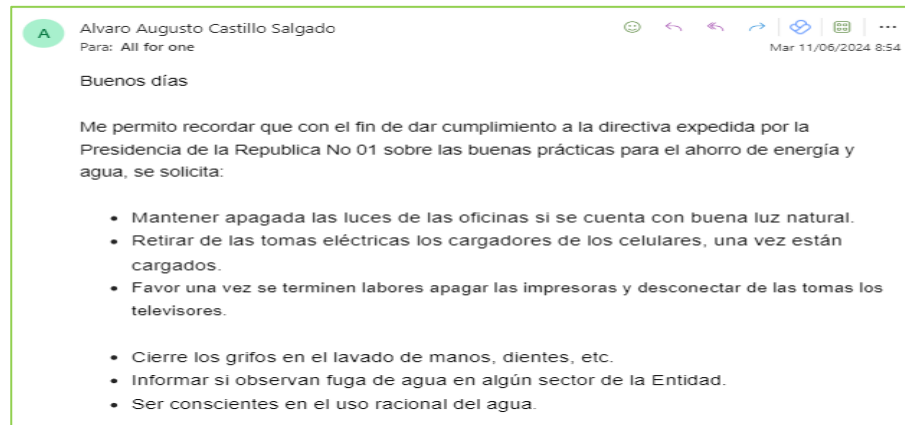 A
Alvaro Augusto Castillo Salgado
Para: All for one
Mar 11/06/2024 8:54
Buenos días
Me permito recordar que con el fin de dar cumplimiento a la directiva expedida por la
Presidencia de la Republica No 01 sobre las buenas prácticas para el ahorro de energía y
agua, se solicita:
• Mantener apagada las luces de las oficinas si se cuenta con buena luz natural.
• Retirar de las tomas eléctricas los cargadores de los celulares, una vez están
cargados.
• Favor una vez se terminen labores apagar las impresoras y desconectar de las tomas los
televisores.
• Cierre los grifos en el lavado de manos, dientes, etc.
• Informar si observan fuga de agua en algún sector de la Entidad.
• Ser conscientes en el uso racional del agua.